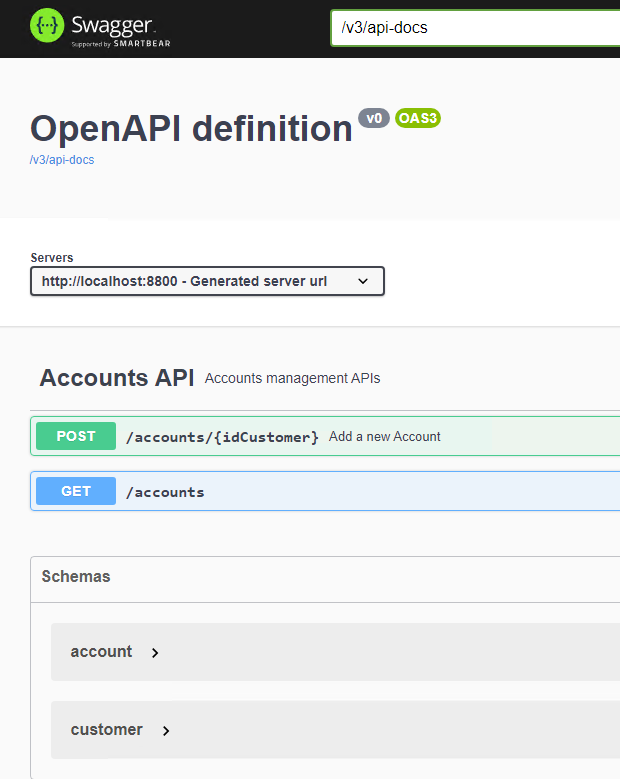 Swagger.
Supported by SMARTBEAR
/v3/api-docs
OpenAPI definition v0 OAS3
/v3/api-docs
Servers
http://localhost:8800 - Generated server url
Accounts API Accounts management APIs
POST /accounts/{idCustomer} Add a new Account
GET /accounts
Schemas
account
customer